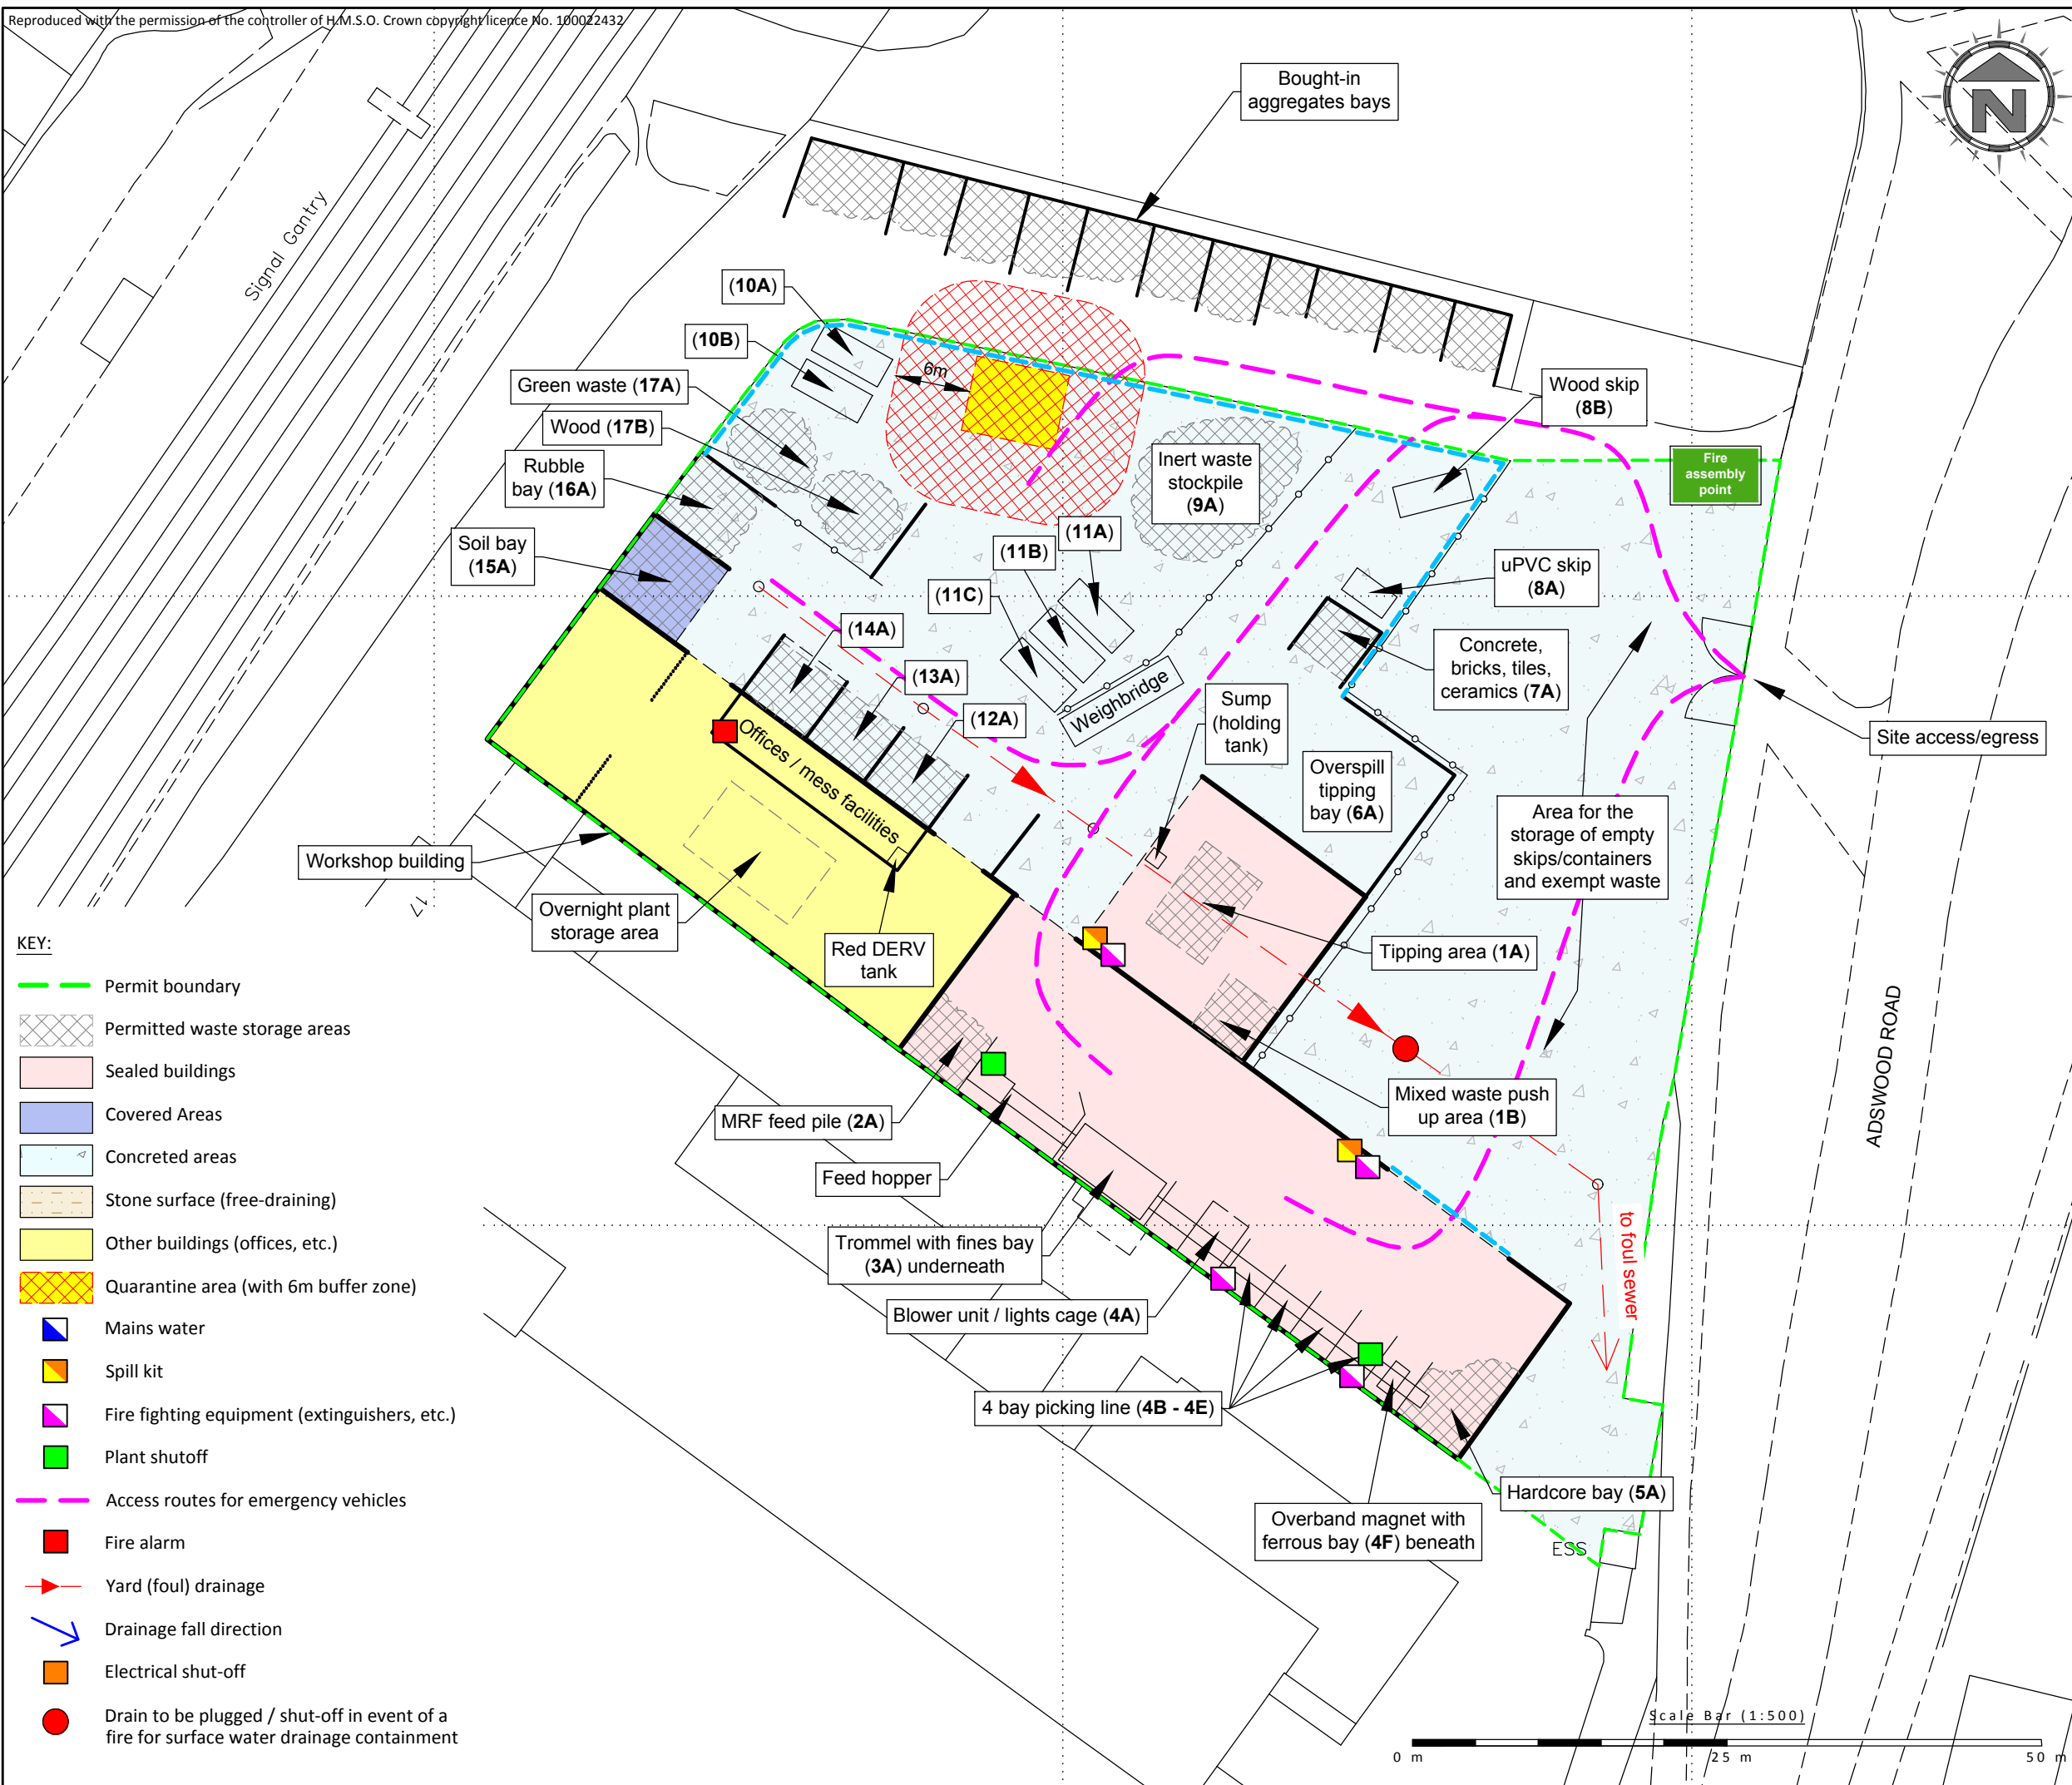 Reproduced with the permission of the controller of H.M.S.O. Crown copyright licence No. 100022432
Signal Gantry
Bought-in
aggregates bays
N
(10A)
(10B)
6m
Green waste (17A)
Wood (17B)
Rubble
bay (16A)
Soil bay
(15A)
Inert waste
stockpile
(9A)
Wood skip
(8B)
Fire
assembly
point
(11A)
(11B)
(11C)
uPVC skip
(8A)
(14A)
(13A)
(12A)
Concrete,
bricks, tiles,
ceramics (7A)
Weighbridge
Sump
(holding
tank)
Site access/egress
Offices / mess facilities
Overspill
tipping
bay (6A)
Area for the
storage of empty
skips/containers
and exempt waste
Workshop building
Overnight plant
storage area
Red DERV
tank
Tipping area (1A)
ADSWOOD ROAD
MRF feed pile (2A)
Mixed waste push
up area (1B)
Feed hopper
Trommel with fines bay
(3A) underneath
to foul sewer
Blower unit / lights cage (4A)
4 bay picking line (4B - 4E)
Hardcore bay (5A)
Overband magnet with
ferrous bay (4F) beneath
ESS
KEY:
Permit boundary
Permitted waste storage areas
Sealed buildings
Covered Areas
Concreted areas
Stone surface (free-draining)
Other buildings (offices, etc.)
Quarantine area (with 6m buffer zone)
Mains water
Spill kit
Fire fighting equipment (extinguishers, etc.)
Plant shutoff
Access routes for emergency vehicles
Fire alarm
Yard (foul) drainage
Drainage fall direction
Electrical shut-off
Drain to be plugged / shut-off in event of a
fire for surface water drainage containment
Scale Bar (1:500)
0 m
25 m
50 m